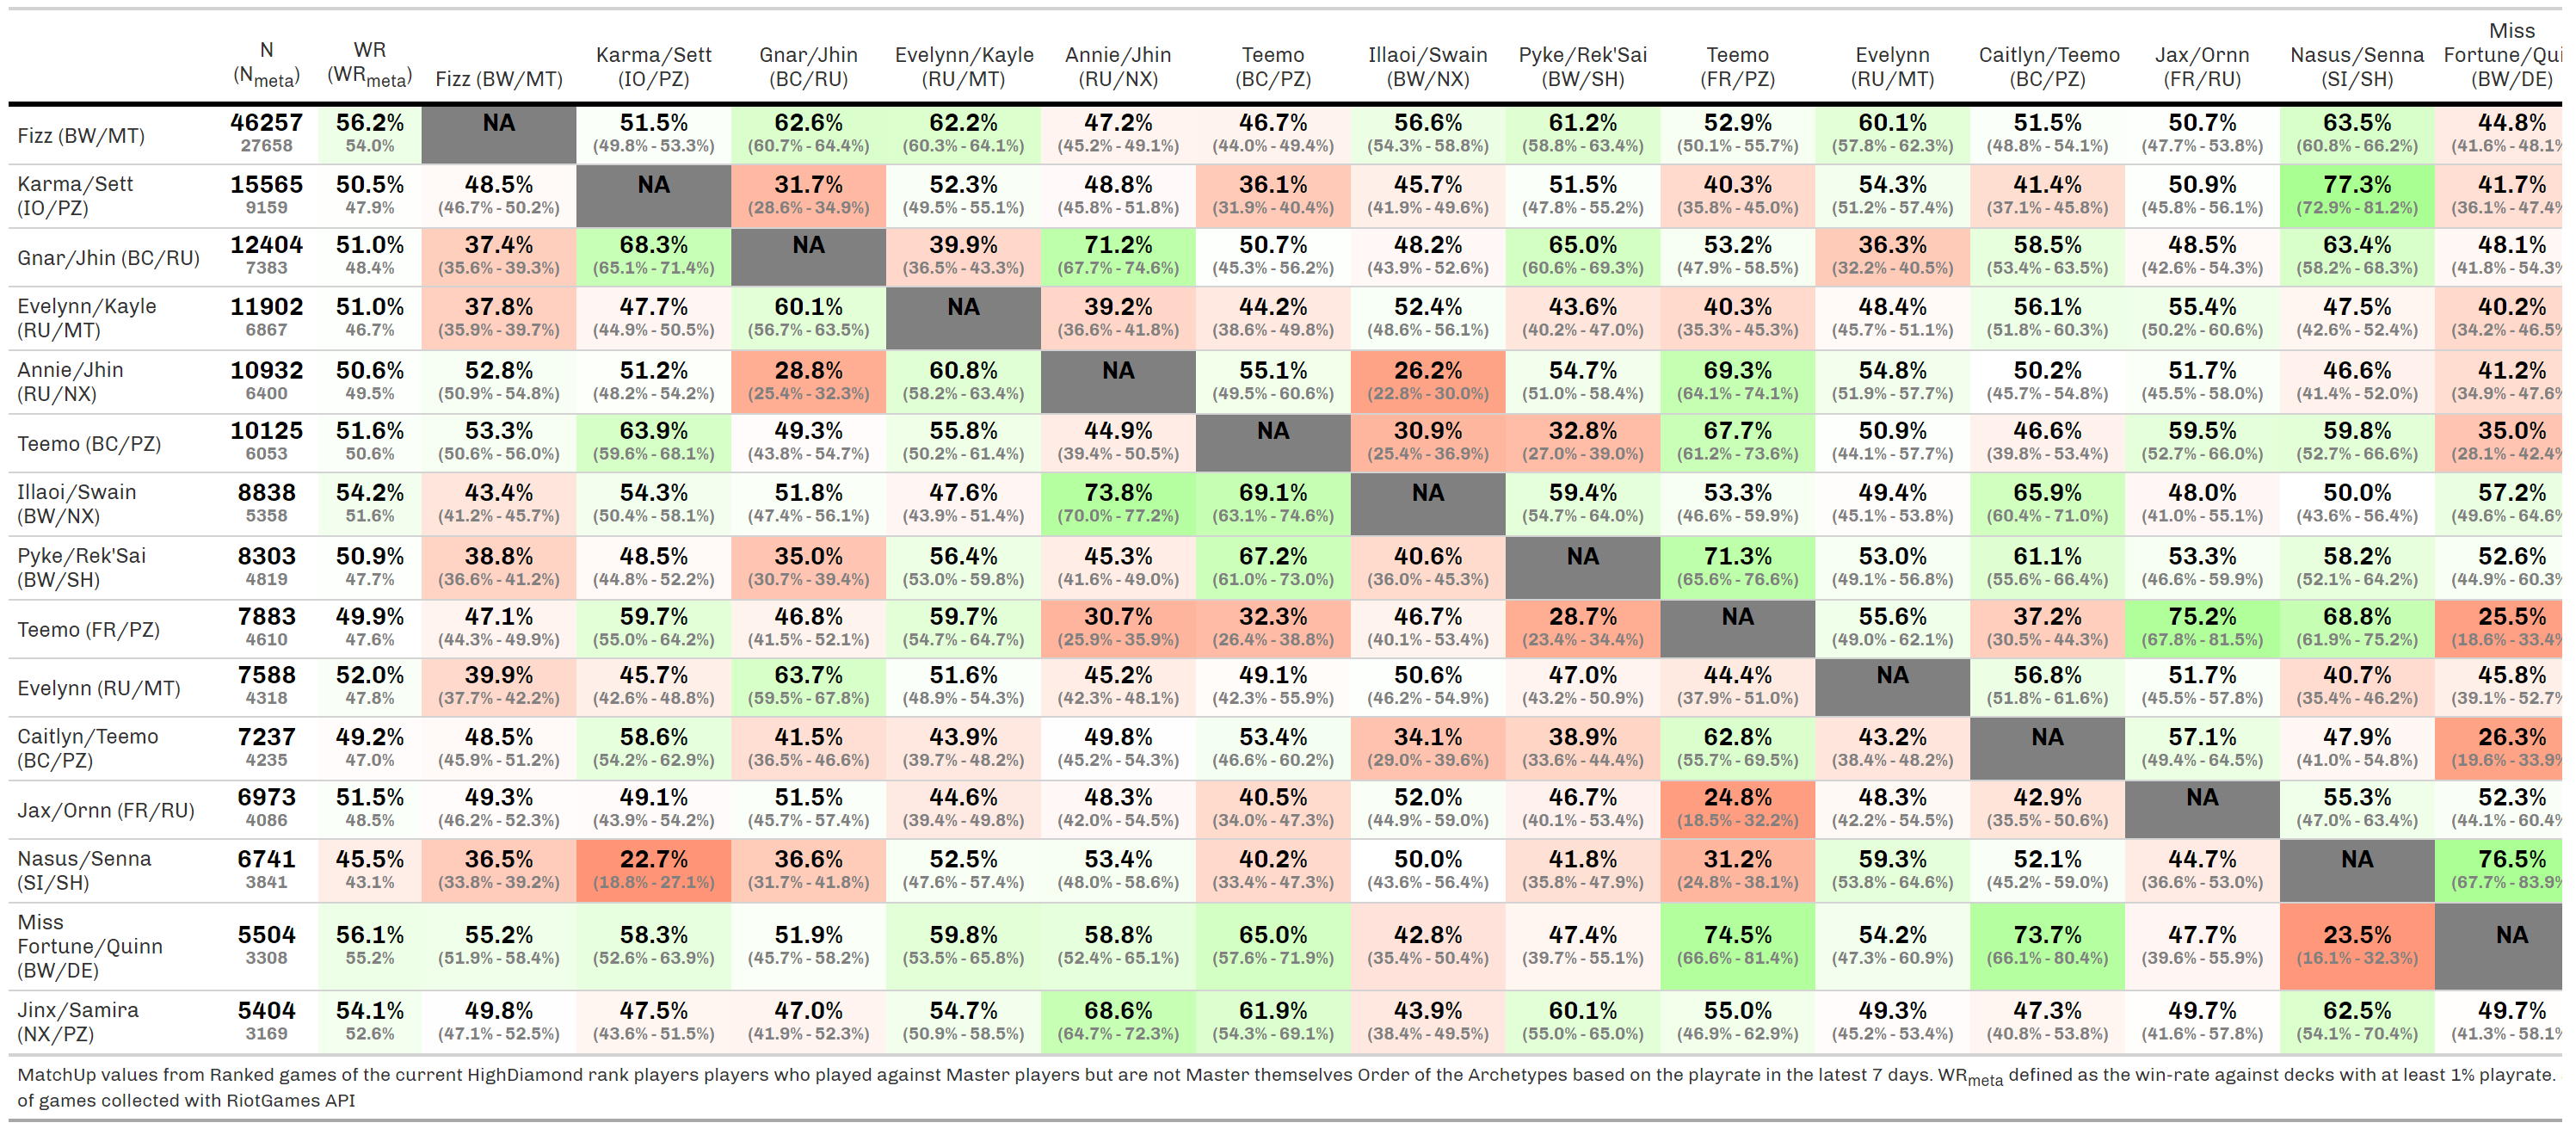 N (N meta) WR (WR meta) Fizz (BW/MT) Karma/Sett (IO/PZ) Gnar/Jhin (BC/RU) Evelynn/Kayle (RU/MT) Annie/Jhin (RU/NX) Teemo (BC/PZ) Illaoi/Swain (BW/NX) Pyke/Rek'Sai (BW/SH) Teemo (FR/PZ) Evelynn (RU/MT) Caitlyn/Teemo (BC/PZ) Jax/Ornn (FR/RU) Nasus/Senna (SI/SH) Miss Fortune/Qui (BW/DE)
Fizz (BW/MT) 46257 56.2% NA 51.5% 62.6% 62.2% 47.2% 46.7% 56.6% 61.2% 52.9% 60.1% 51.5% 50.7% 63.5% 44.8%
27658 54.0% (49.8% - 53.3%) (60.7% - 64.4%) (60.3% - 64.1%) (45.2% - 49.1%) (44.0% - 49.4%) (54.3% - 58.8%) (58.8% - 63.4%) (50.1% - 55.7%) (57.8% - 62.3%) (48.8% - 54.1%) (47.7% - 53.8%) (60.8% - 66.2%) (41.6% - 48.1%
Karma/Sett 15565 50.5% 48.5% NA 31.7% 52.3% 48.8% 36.1% 45.7% 51.5% 40.3% 54.3% 41.4% 50.9% 77.3% 41.7%
(IO/PZ) 9159 47.9% (46.7% - 50.2%) (28.6% - 34.9%) (49.5% - 55.1%) (45.8% - 51.8%) (31.9% - 40.4%) (41.9% - 49.6%) (47.8% - 55.2%) (35.8% - 45.0%) (51.2% - 57.4%) (37.1% - 45.8%) (45.8% - 56.1%) (72.9% - 81.2%) (36.1% - 47.4%
Gnar/Jhin (BC/RU) 12404 51.0% 37.4% 68.3% NA 39.9% 71.2% 50.7% 48.2% 65.0% 53.2% 36.3% 58.5% 48.5% 63.4% 48.1%
7383 48.4% (35.6% - 39.3%) (65.1% - 71.4%) (36.5% - 43.3%) (67.7% - 74.6%) (45.3% - 56.2%) (43.9% - 52.6%) (60.6% - 69.3%) (47.9% - 58.5%) (32.2% - 40.5%) (53.4% - 63.5%) (42.6% - 54.3%) (58.2% - 68.3%) (41.8% - 54.3%
Evelynn/Kayle 11902 51.0% 37.8% 47.7% 60.1% NA 39.2% 44.2% 52.4% 43.6% 40.3% 48.4% 56.1% 55.4% 47.5% 40.2%
(RU/MT) 6867 46.7% (35.9% - 39.7%) (44.9% - 50.5%) (56.7% - 63.5%) (36.6% - 41.8%) (38.6% - 49.8%) (48.6% - 56.1%) (40.2% - 47.0%) (35.3% - 45.3%) (45.7% - 51.1%) (51.8% - 60.3%) (50.2% - 60.6%) (42.6% - 52.4%) (34.2% - 46.5%
Annie/Jhin 10932 50.6% 52.8% 51.2% 28.8% 60.8% NA 55.1% 26.2% 54.7% 69.3% 54.8% 50.2% 51.7% 46.6% 41.2%
(RU/NX) 6400 49.5% (50.9% - 54.8%) (48.2% - 54.2%) (25.4% - 32.3%) (58.2% - 63.4%) (49.5% - 60.6%) (22.8% - 30.0%) (51.0% - 58.4%) (64.1% - 74.1%) (51.9% - 57.7%) (45.7% - 54.8%) (45.5% - 58.0%) (41.4% - 52.0%) (34.9% - 47.6%
Teemo (BC/PZ) 10125 51.6% 53.3% 63.9% 49.3% 55.8% 44.9% NA 30.9% 32.8% 67.7% 50.9% 46.6% 59.5% 59.8% 35.0%
6053 50.6% (50.6% - 56.0%) (59.6% - 68.1%) (43.8% - 54.7%) (50.2% - 61.4%) (39.4% - 50.5%) (25.4% - 36.9%) (27.0% - 39.0%) (61.2% - 73.6%) (44.1% - 57.7%) (39.8% - 53.4%) (52.7% - 66.0%) (52.7% - 66.6%) (28.1% - 42.4%
Illaoi/Swain 8838 54.2% 43.4% 54.3% 51.8% 47.6% 73.8% 69.1% NA 59.4% 53.3% 49.4% 65.9% 48.0% 50.0% 57.2%
(BW/NX) 5358 51.6% (41.2% - 45.7%) (50.4% - 58.1%) (47.4% - 56.1%) (43.9% - 51.4%) (70.0% - 77.2%) (63.1% - 74.6%) (54.7% - 64.0%) (46.6% - 59.9%) (45.1% - 53.8%) (60.4% - 71.0%) (41.0% - 55.1%) (43.6% - 56.4%) (49.6% - 64.6%
Pyke/Rek'Sai 8303 50.9% 38.8% 48.5% 35.0% 56.4% 45.3% 67.2% 40.6% NA 71.3% 53.0% 61.1% 53.3% 58.2% 52.6%
(BW/SH) 4819 47.7% (36.6% - 41.2%) (44.8% - 52.2%) (30.7% - 39.4%) (53.0% - 59.8%) (41.6% - 49.0%) (61.0% - 73.0%) (36.0% - 45.3%) (65.6% - 76.6%) (49.1% - 56.8%) (55.6% - 66.4%) (46.6% - 59.9%) (52.1% - 64.2%) (44.9% - 60.3%
Teemo (FR/PZ) 7883 49.9% 47.1% 59.7% 46.8% 59.7% 30.7% 32.3% 46.7% 28.7% NA 55.6% 37.2% 75.2% 68.8% 25.5%
4610 47.6% (44.3% - 49.9%) (55.0% - 64.2%) (41.5% - 52.1%) (54.7% - 64.7%) (25.9% - 35.9%) (26.4% - 38.8%) (40.1% - 53.4%) (23.4% - 34.4%) (49.0% - 62.1%) (30.5% - 44.3%) (67.8% - 81.5%) (61.9% - 75.2%) (18.6% - 33.4%
Evelynn (RU/MT) 7588 52.0% 39.9% 45.7% 63.7% 51.6% 45.2% 49.1% 50.6% 47.0% 44.4% NA 56.8% 51.7% 40.7% 45.8%
4318 47.8% (37.7% - 42.2%) (42.6% - 48.8%) (59.5% - 67.8%) (48.9% - 54.3%) (42.3% - 48.1%) (42.3% - 55.9%) (46.2% - 54.9%) (43.2% - 50.9%) (37.9% - 51.0%) (51.8% - 61.6%) (45.5% - 57.8%) (35.4% - 46.2%) (39.1% - 52.7%
Caitlyn/Teemo 7237 49.2% 48.5% 58.6% 41.5% 43.9% 49.8% 53.4% 34.1% 38.9% 62.8% 43.2% NA 57.1% 47.9% 26.3%
(BC/PZ) 4235 47.0% (45.9% - 51.2%) (54.2% - 62.9%) (36.5% - 46.6%) (39.7% - 48.2%) (45.2% - 54.3%) (46.6% - 60.2%) (29.0% - 39.6%) (33.6% - 44.4%) (55.7% - 69.5%) (38.4% - 48.2%) (49.4% - 64.5%) (41.0% - 54.8%) (19.6% - 33.9%
Jax/Ornn (FR/RU) 6973 51.5% 49.3% 49.1% 51.5% 44.6% 48.3% 40.5% 52.0% 46.7% 24.8% 48.3% 42.9% NA 55.3% 52.3%
4086 48.5% (46.2% - 52.3%) (43.9% - 54.2%) (45.7% - 57.4%) (39.4% - 49.8%) (42.0% - 54.5%) (34.0% - 47.3%) (44.9% - 59.0%) (40.1% - 53.4%) (18.5% - 32.2%) (42.2% - 54.5%) (35.5% - 50.6%) (47.0% - 63.4%) (44.1% - 60.4%
Nasus/Senna 6741 45.5% 36.5% 22.7% 36.6% 52.5% 53.4% 40.2% 50.0% 41.8% 31.2% 59.3% 52.1% 44.7% NA 76.5%
(SI/SH) 3841 43.1% (33.8% - 39.2%) (18.8% - 27.1%) (31.7% - 41.8%) (47.6% - 57.4%) (48.0% - 58.6%) (33.4% - 47.3%) (43.6% - 56.4%) (35.8% - 47.9%) (24.8% - 38.1%) (53.8% - 64.6%) (45.2% - 59.0%) (36.6% - 53.0%) (67.7% - 83.9%
Miss
Fortune/Quinn 5504 56.1% 55.2% 58.3% 51.9% 59.8% 58.8% 65.0% 42.8% 47.4% 74.5% 54.2% 73.7% 47.7% 23.5% NA
(BW/DE) 3308 55.2% (51.9% - 58.4%) (52.6% - 63.9%) (45.7% - 58.2%) (53.5% - 65.8%) (52.4% - 65.1%) (57.6% - 71.9%) (35.4% - 50.4%) (39.7% - 55.1%) (66.6% - 81.4%) (47.3% - 60.9%) (66.1% - 80.4%) (39.6% - 55.9%) (16.1% - 32.3%)
Jinx/Samira 5404 54.1% 49.8% 47.5% 47.0% 54.7% 68.6% 61.9% 43.9% 60.1% 55.0% 49.3% 47.3% 49.7% 62.5% 49.7%
(NX/PZ) 3169 52.6% (47.1% - 52.5%) (43.6% - 51.5%) (41.9% - 52.3%) (50.9% - 58.5%) (64.7% - 72.3%) (54.3% - 69.1%) (38.4% - 49.5%) (55.0% - 65.0%) (46.9% - 62.9%) (45.2% - 53.4%) (40.8% - 53.8%) (41.6% - 57.8%) (54.1% - 70.4%) (41.3% - 58.1%
MatchUp values from Ranked games of the current HighDiamond rank players players who played against Master players but are not Master themselves Order of the Archetypes based on the playrate in the latest 7 days. WR meta defined as the win-rate against decks with at least 1% playrate.
of games collected with RiotGames API